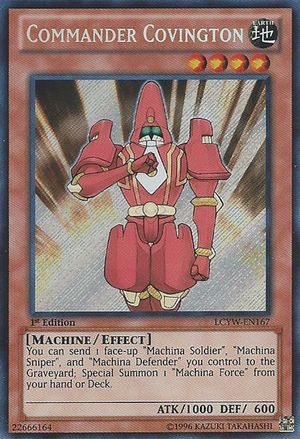 COMMANDER COVINGTON
EARTH
地
1st Edition
LCYW-EN167
[MACHINE / EFFECT]
You can send 1 face-up "Machina Soldier", "Machina
Sniper", and "Machina Defender" you control to the
Graveyard; Special Summon 1 "Machina Force" from
your hand or Deck.
ATK/1000 DEF/ 600
22666164
©1996 KAZUKI TAKAHASHI